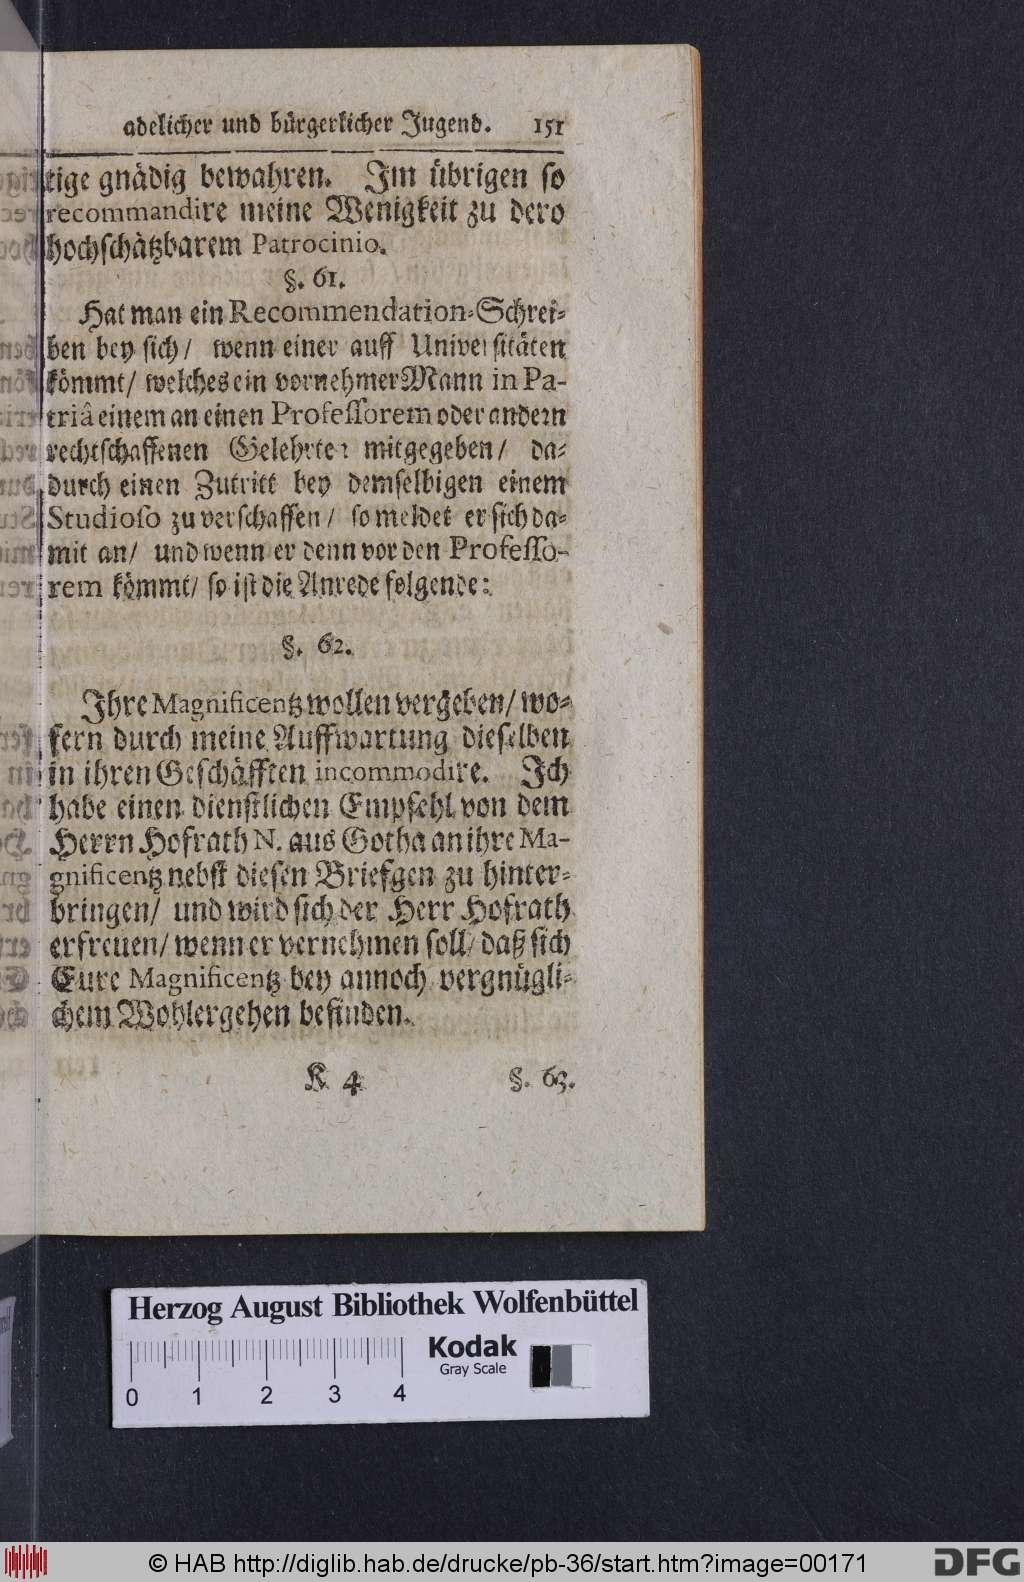 adelicher und bürgerlicher Jugend. 151
tige gnädig bewahren. Im übrigen so
recommandire meine Wenigkeit zu dero
hochschätzbarem Patrocinio.
§. 61.
Hat man ein Recommendation-Schrei-
ben bey sich/ wenn einer auff Universitäten
kömmt/ welches ein vornehmer Mann in Pa-
triâ einem an einen Professorem oder andern
rechtschaffenen Gelehrten mitgegeben/ da-
durch einen Zutritt bey demselbigen einem
Studioso zu verschaffen/ so meldet er sich da-
mit an/ und wenn er denn vor den Professo-
rem kömmt/ so ist die Anrede folgende:
§. 62.
Ihre Magnificentz wollen vergeben/ wo-
fern durch meine Auffwartung dieselben
in ihren Geschäfften incommodire. Ich
habe einen dienstlichen Empfehl von dem
Herrn Hofrath N. aus Gotha an ihre Ma-
gnificentz nebst diesen Briefgen zu hinter-
bringen/ und wird sich der Herr Hofrath
erfreuen/ wenn er vernehmen soll/ daß sich
Eure Magnificentz bey annoch vergnügli-
chem Wohlergehen befinden.
K 4 §. 63.
Herzog August Bibliothek Wolfenbüttel
Kodak
Gray Scale
0 1 2 3 4
© HAB http://diglib.hab.de/drucke/pb-36/start.htm?image=00171
DFG